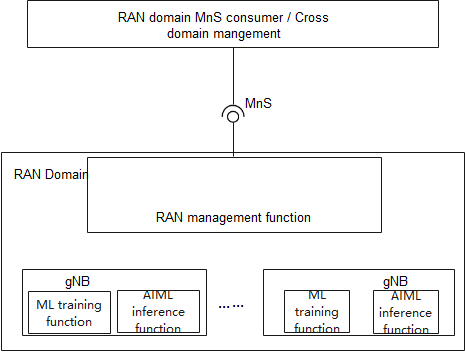 RAN domain MnS consumer / Cross
domain mangement
MnS
RAN Domain
RAN management function
gNB
ML training
function
AIML
inference
function
... ...
gNB
ML
training
function
AIML
inference
function